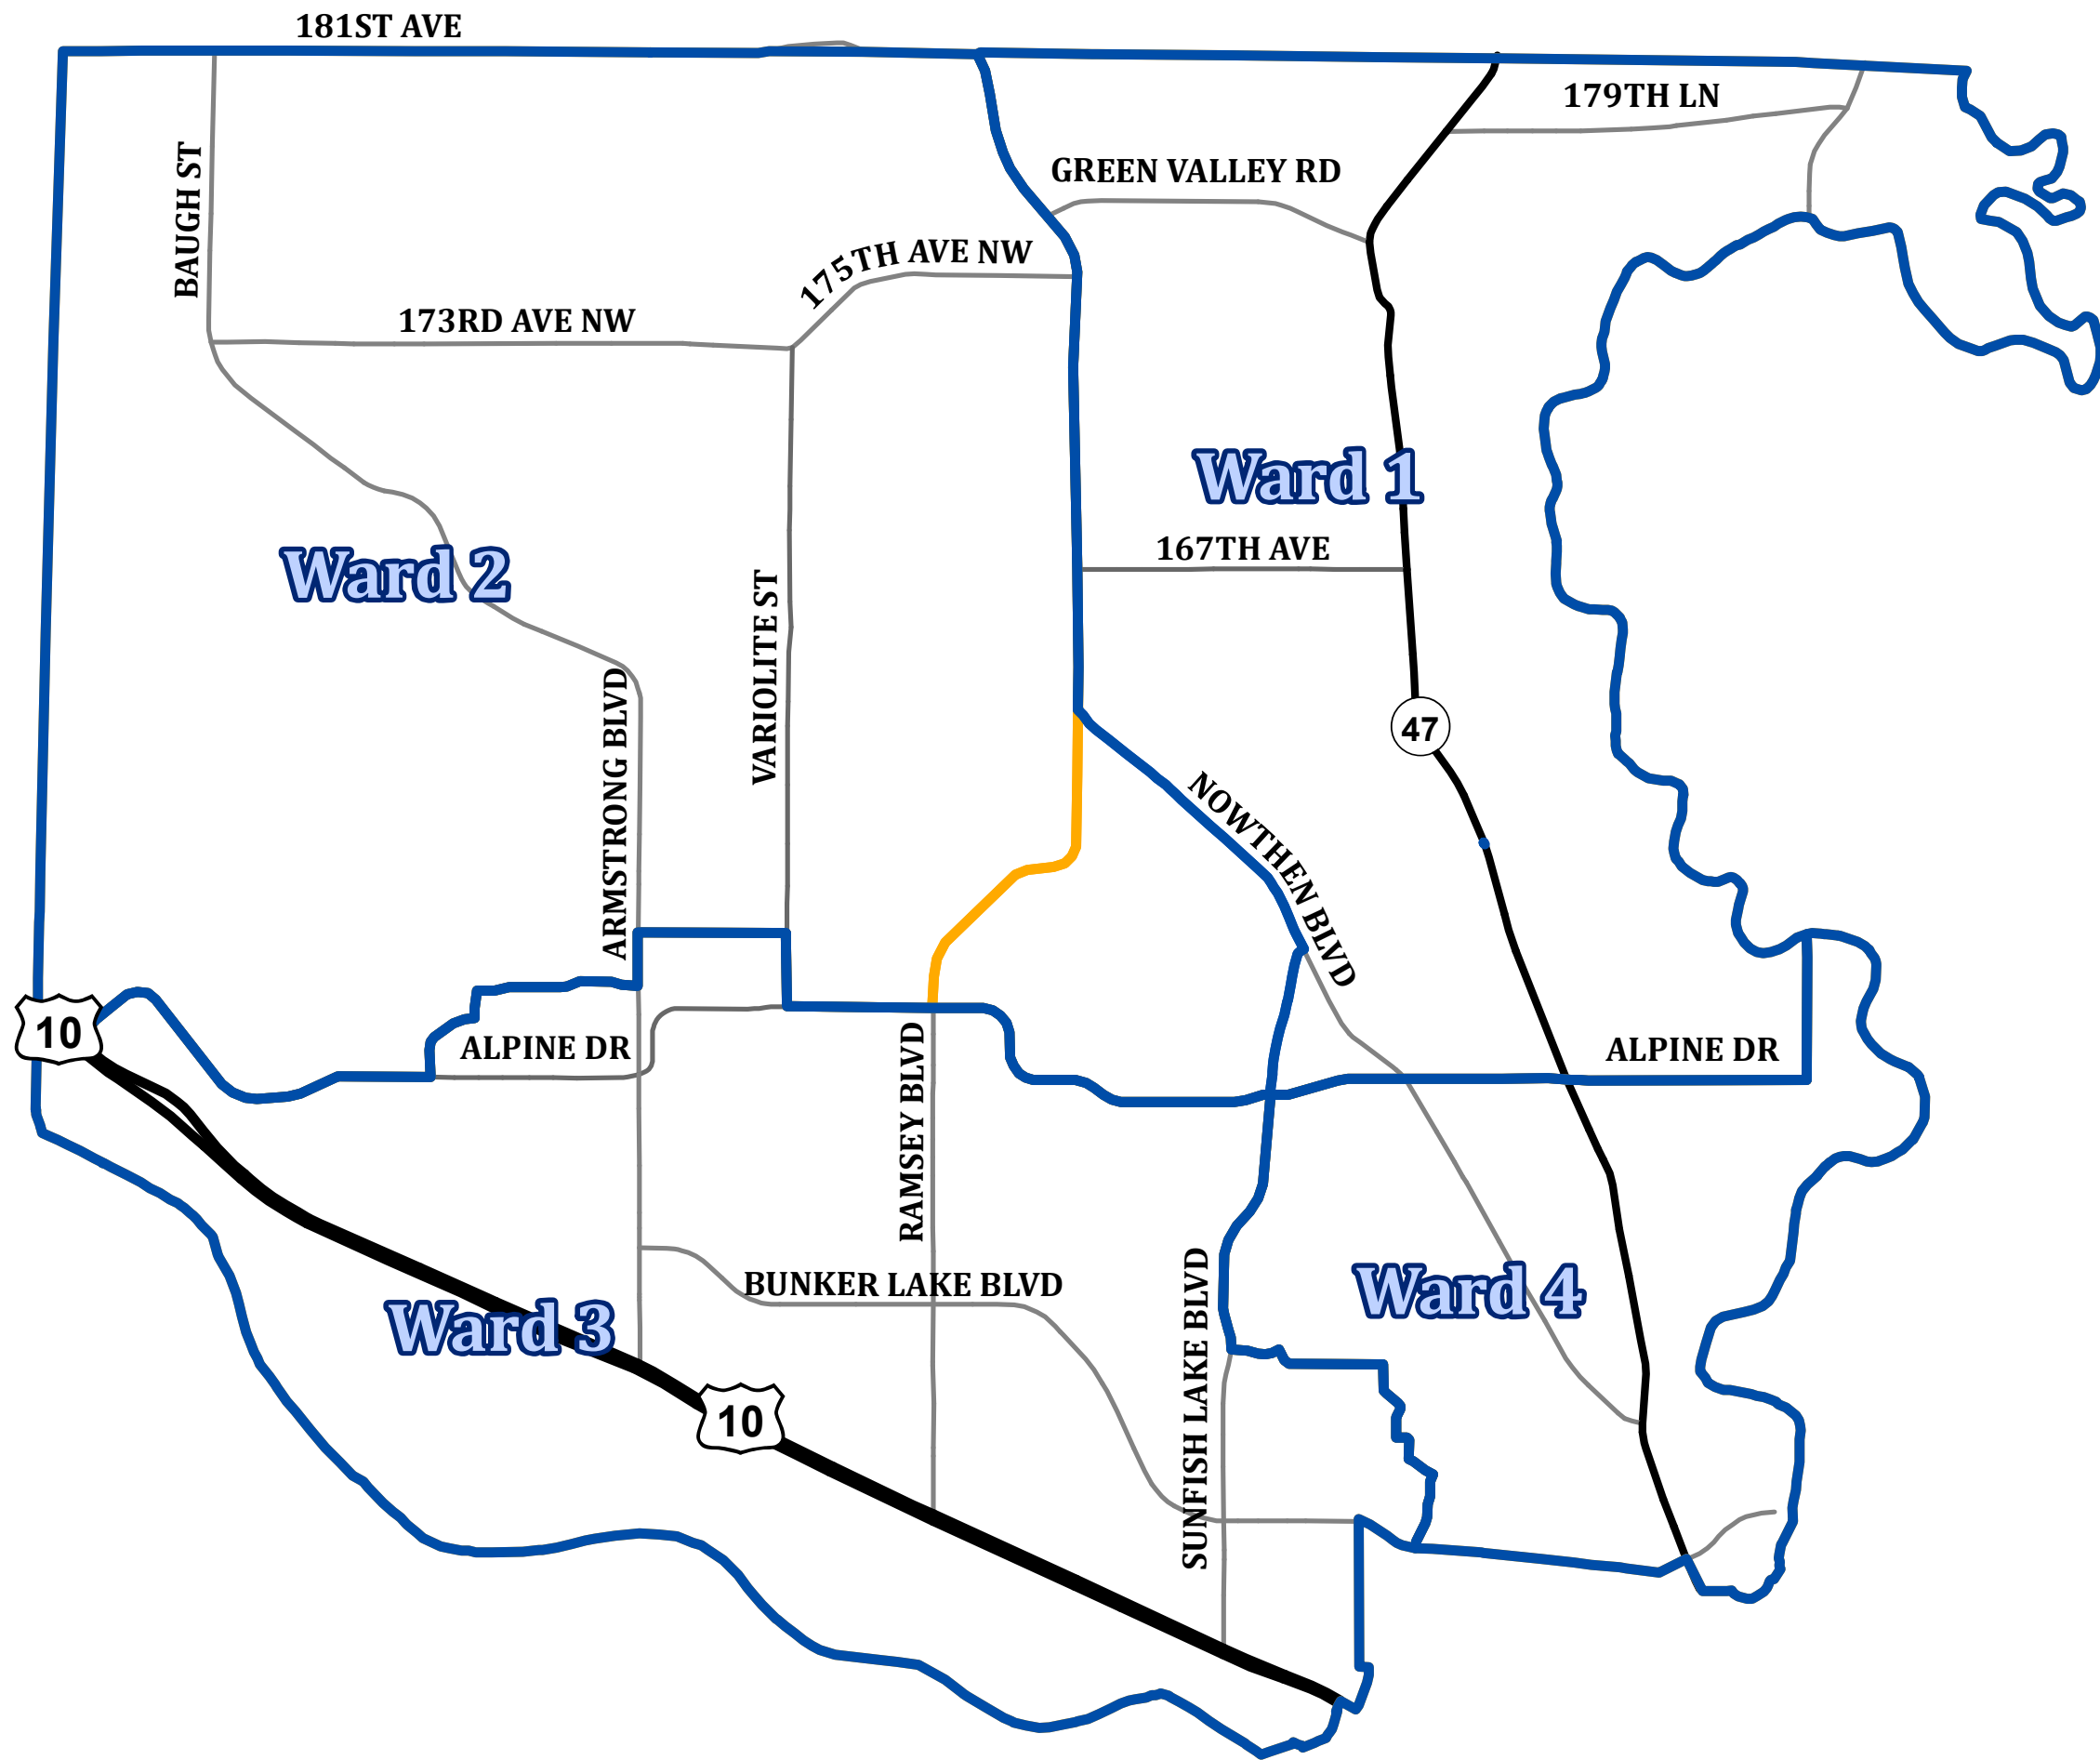 181ST AVE
179TH LN
BAUGH ST
GREEN VALLEY RD
175TH AVE NW
173RD AVE NW
Ward 1
167TH AVE
Ward 2
VARIOLITE ST
ARMSTRONG BLVD
47
NOWTHEN BLVD
10
ALPINE DR
ALPINE DR
RAMSEY BLVD
BUNKER LAKE BLVD
SUNFISH LAKE BLVD
Ward 4
Ward 3
10